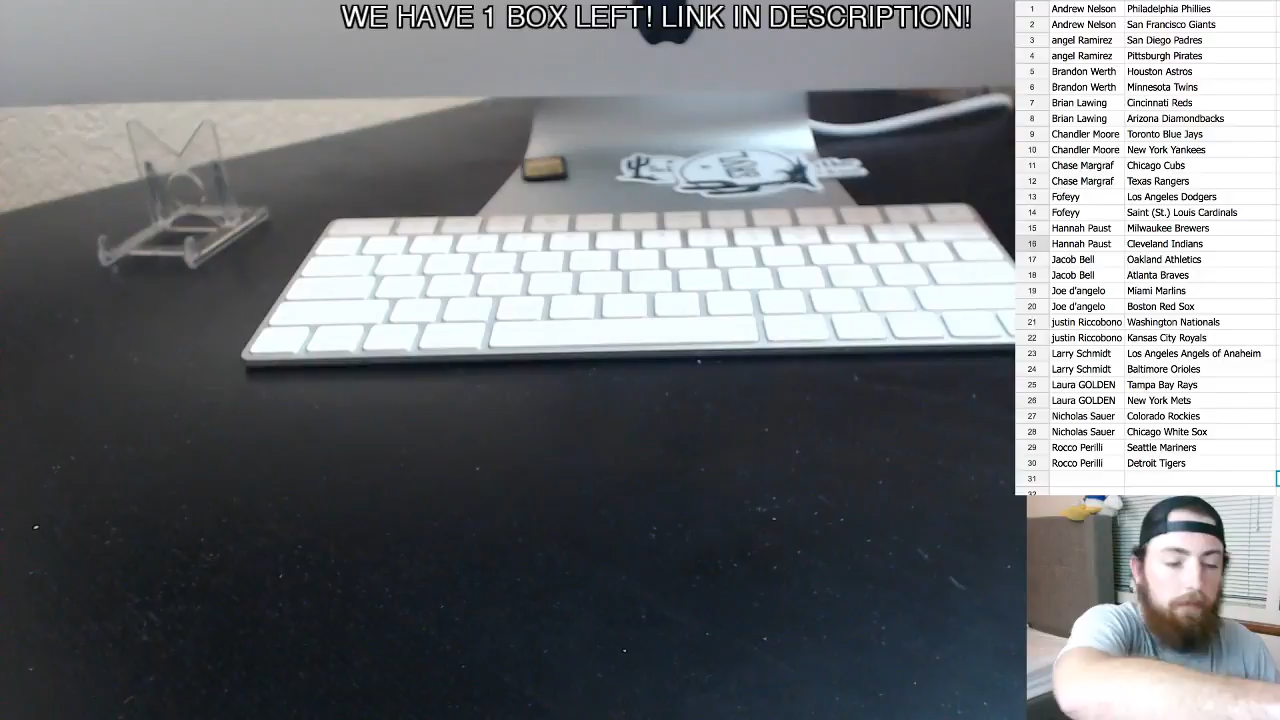 WE HAVE 1 BOX LEFT! LINK IN DESCRIPTION!
1 Andrew Nelson Philadelphia Phillies
2 Andrew Nelson San Francisco Giants
3 angel Ramirez San Diego Padres
4 angel Ramirez Pittsburgh Pirates
5 Brandon Werth Houston Astros
6 Brandon Werth Minnesota Twins
7 Brian Lawing Cincinnati Reds
8 Brian Lawing Arizona Diamondbacks
9 Chandler Moore Toronto Blue Jays
10 Chandler Moore New York Yankees
11 Chase Margraf Chicago Cubs
12 Chase Margraf Texas Rangers
13 Fofeyy Los Angeles Dodgers
14 Fofeyy Saint (St.) Louis Cardinals
15 Hannah Paust Milwaukee Brewers
16 Hannah Paust Cleveland Indians
17 Jacob Bell Oakland Athletics
18 Jacob Bell Atlanta Braves
19 Joe d'angelo Miami Marlins
20 Joe d'angelo Boston Red Sox
21 justin Riccobono Washington Nationals
22 justin Riccobono Kansas City Royals
23 Larry Schmidt Los Angeles Angels of Anaheim
24 Larry Schmidt Baltimore Orioles
25 Laura GOLDEN Tampa Bay Rays
26 Laura GOLDEN New York Mets
27 Nicholas Sauer Colorado Rockies
28 Nicholas Sauer Chicago White Sox
29 Rocco Perilli Seattle Mariners
30 Rocco Perilli Detroit Tigers
31